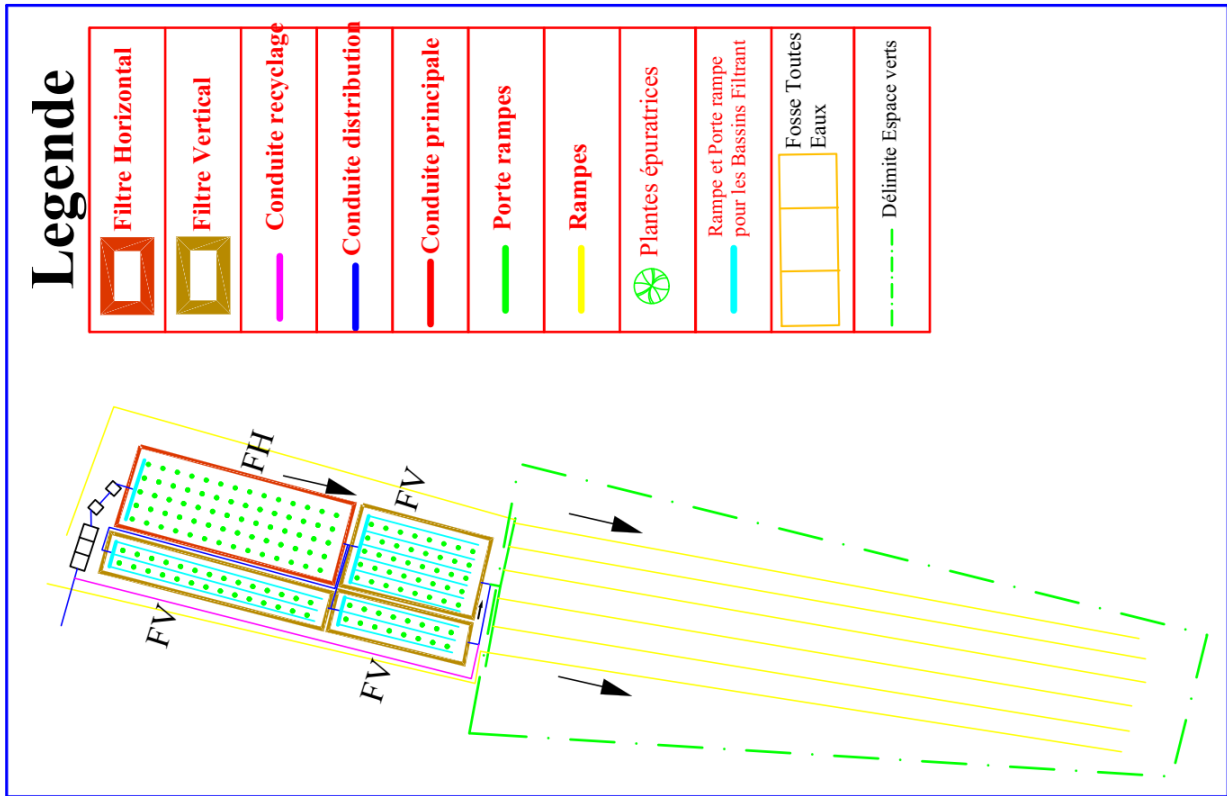 Legende
Filtre Horizontal
Filtre Vertical
Conduite recyclage
Conduite distribution
Conduite principale
Porte rampes
Rampes
Plantes épuratrices
Rampe et Porte rampe
pour les Bassins Filtrant
Fosse Toutes
Eaux
Délimite Espace verts
FH
FV
FV
FV